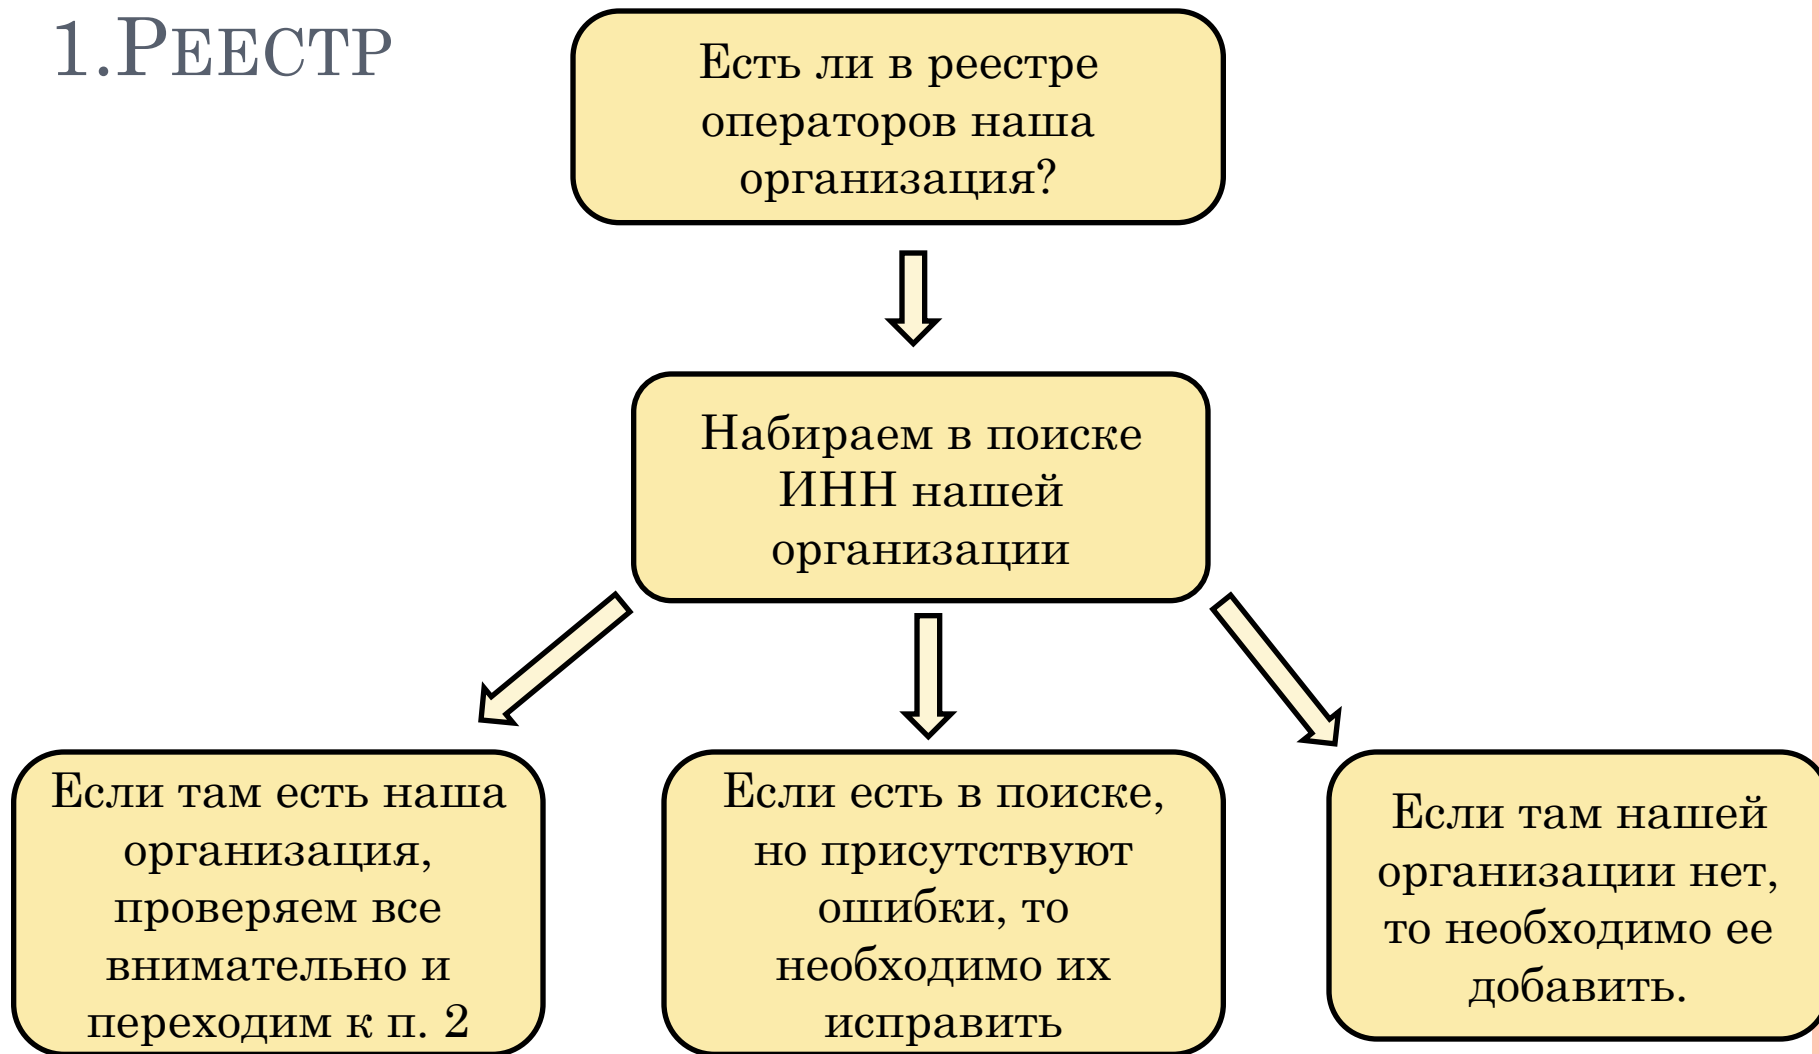 1.Реестр
Есть ли в реестре
операторов наша
организация?
Набираем в поиске
ИНН нашей
организации
Если там есть наша
организация,
проверяем все
внимательно и
переходим к п. 2
Если есть в поиске,
но присутствуют
ошибки, то
необходимо их
исправить
Если там нашей
организации нет,
то необходимо ее
добавить.